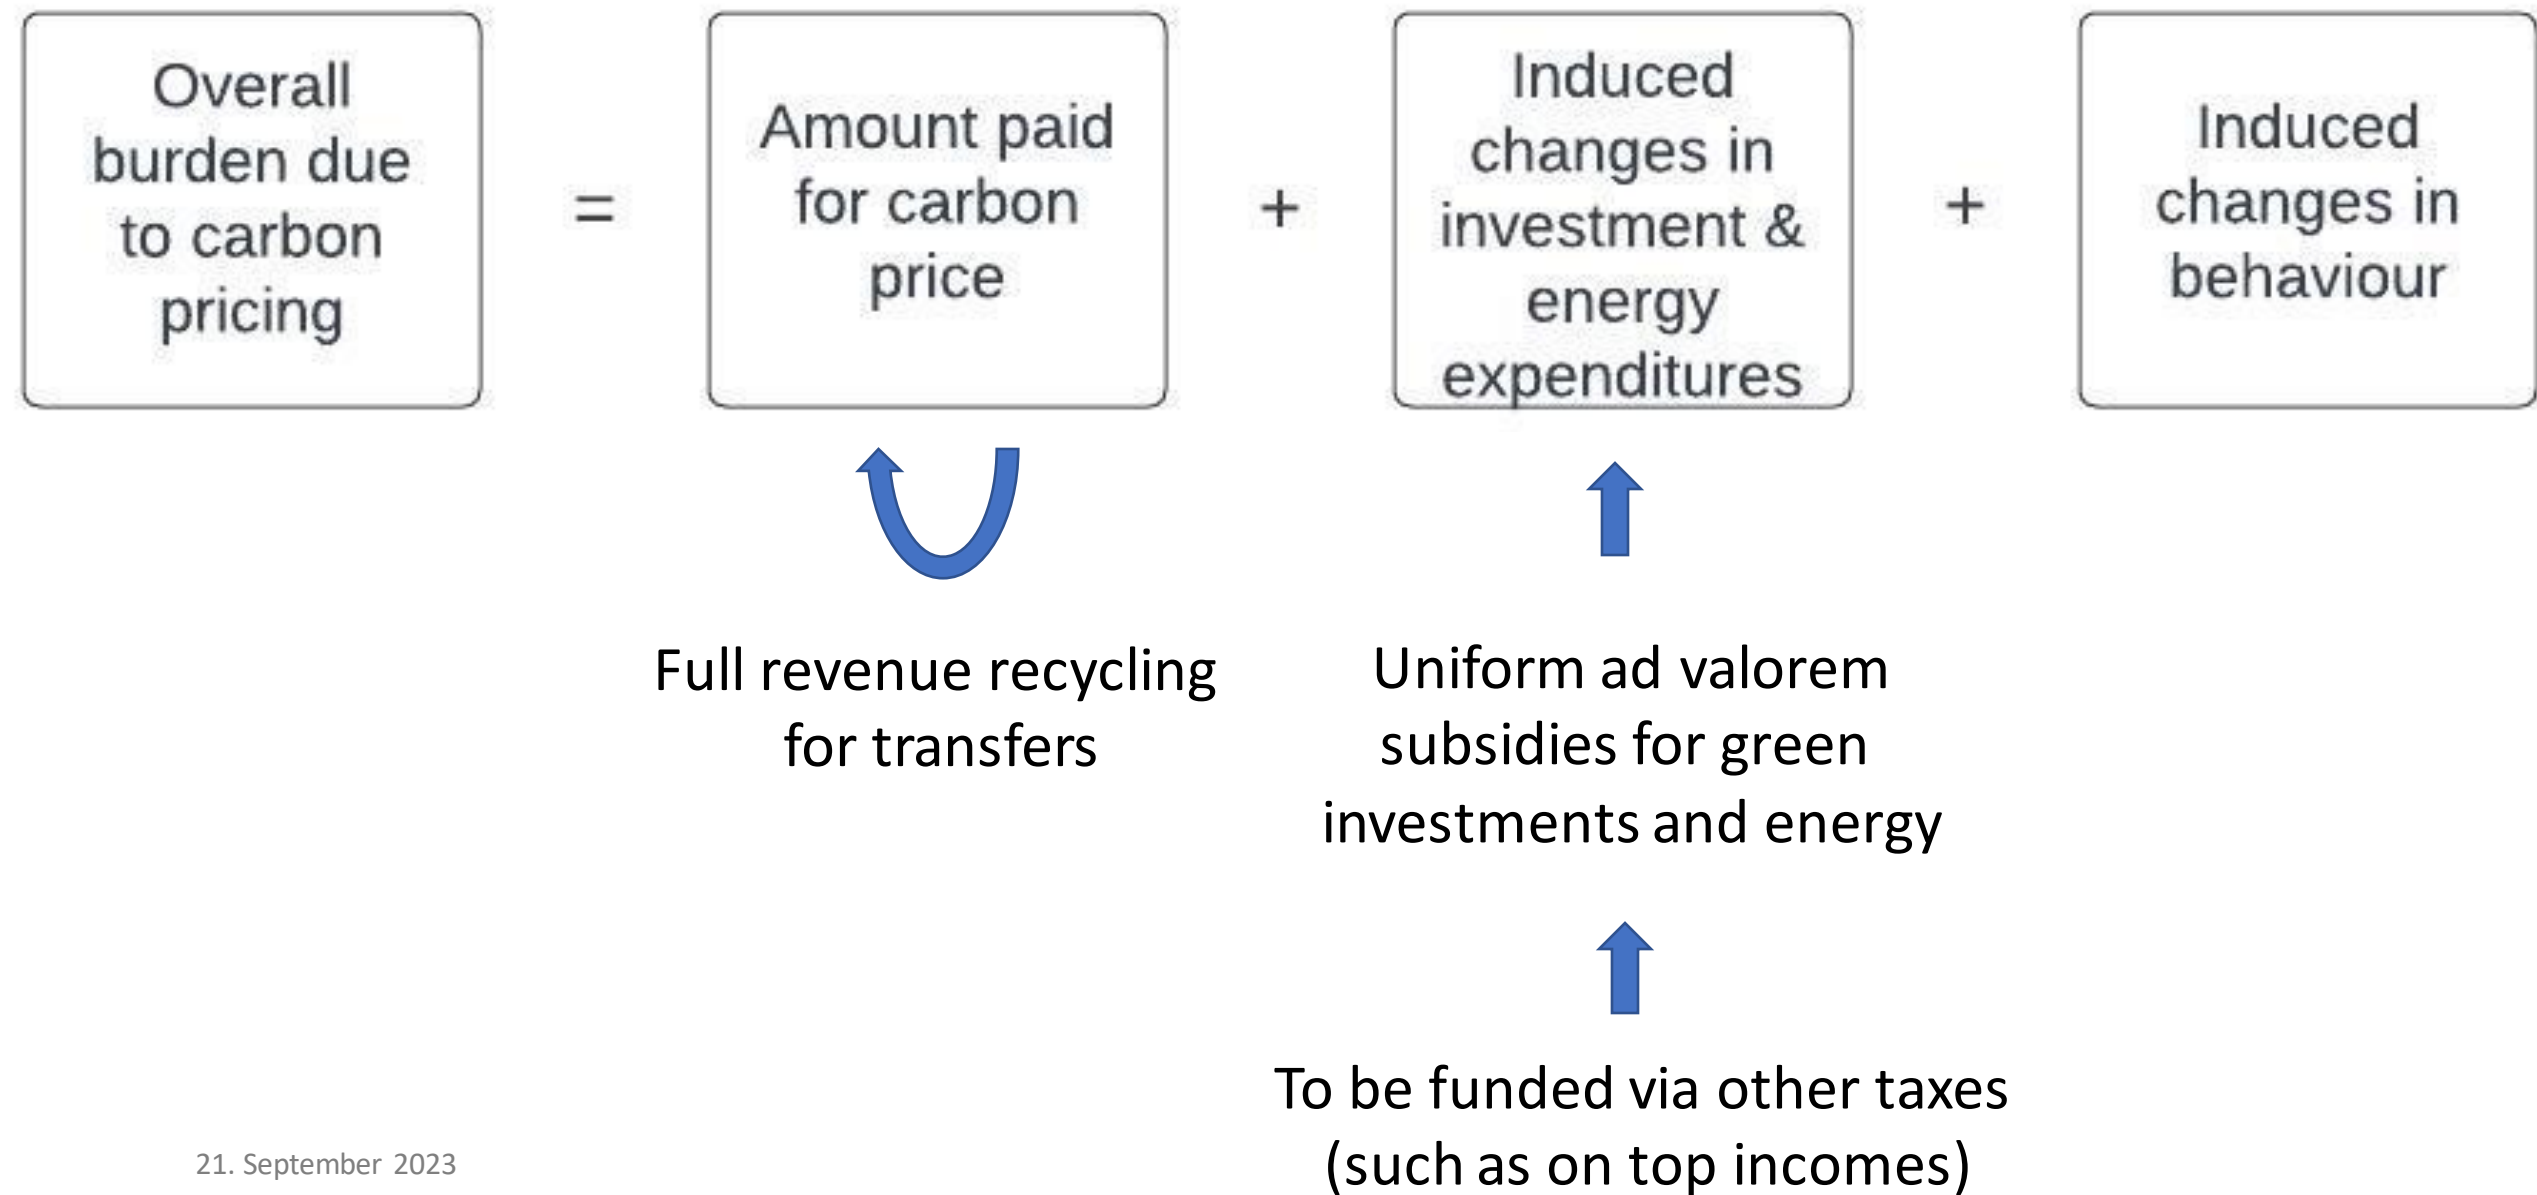 Overall
burden due
to carbon
pricing
=
Amount paid
for carbon
price
+
Induced
changes in
investment &
energy
expenditures
+
Induced
changes in
behaviour
Full revenue recycling
for transfers
Uniform ad valorem
subsidies for green
investments and energy
To be funded via other taxes
(such as on top incomes)
21. September 2023